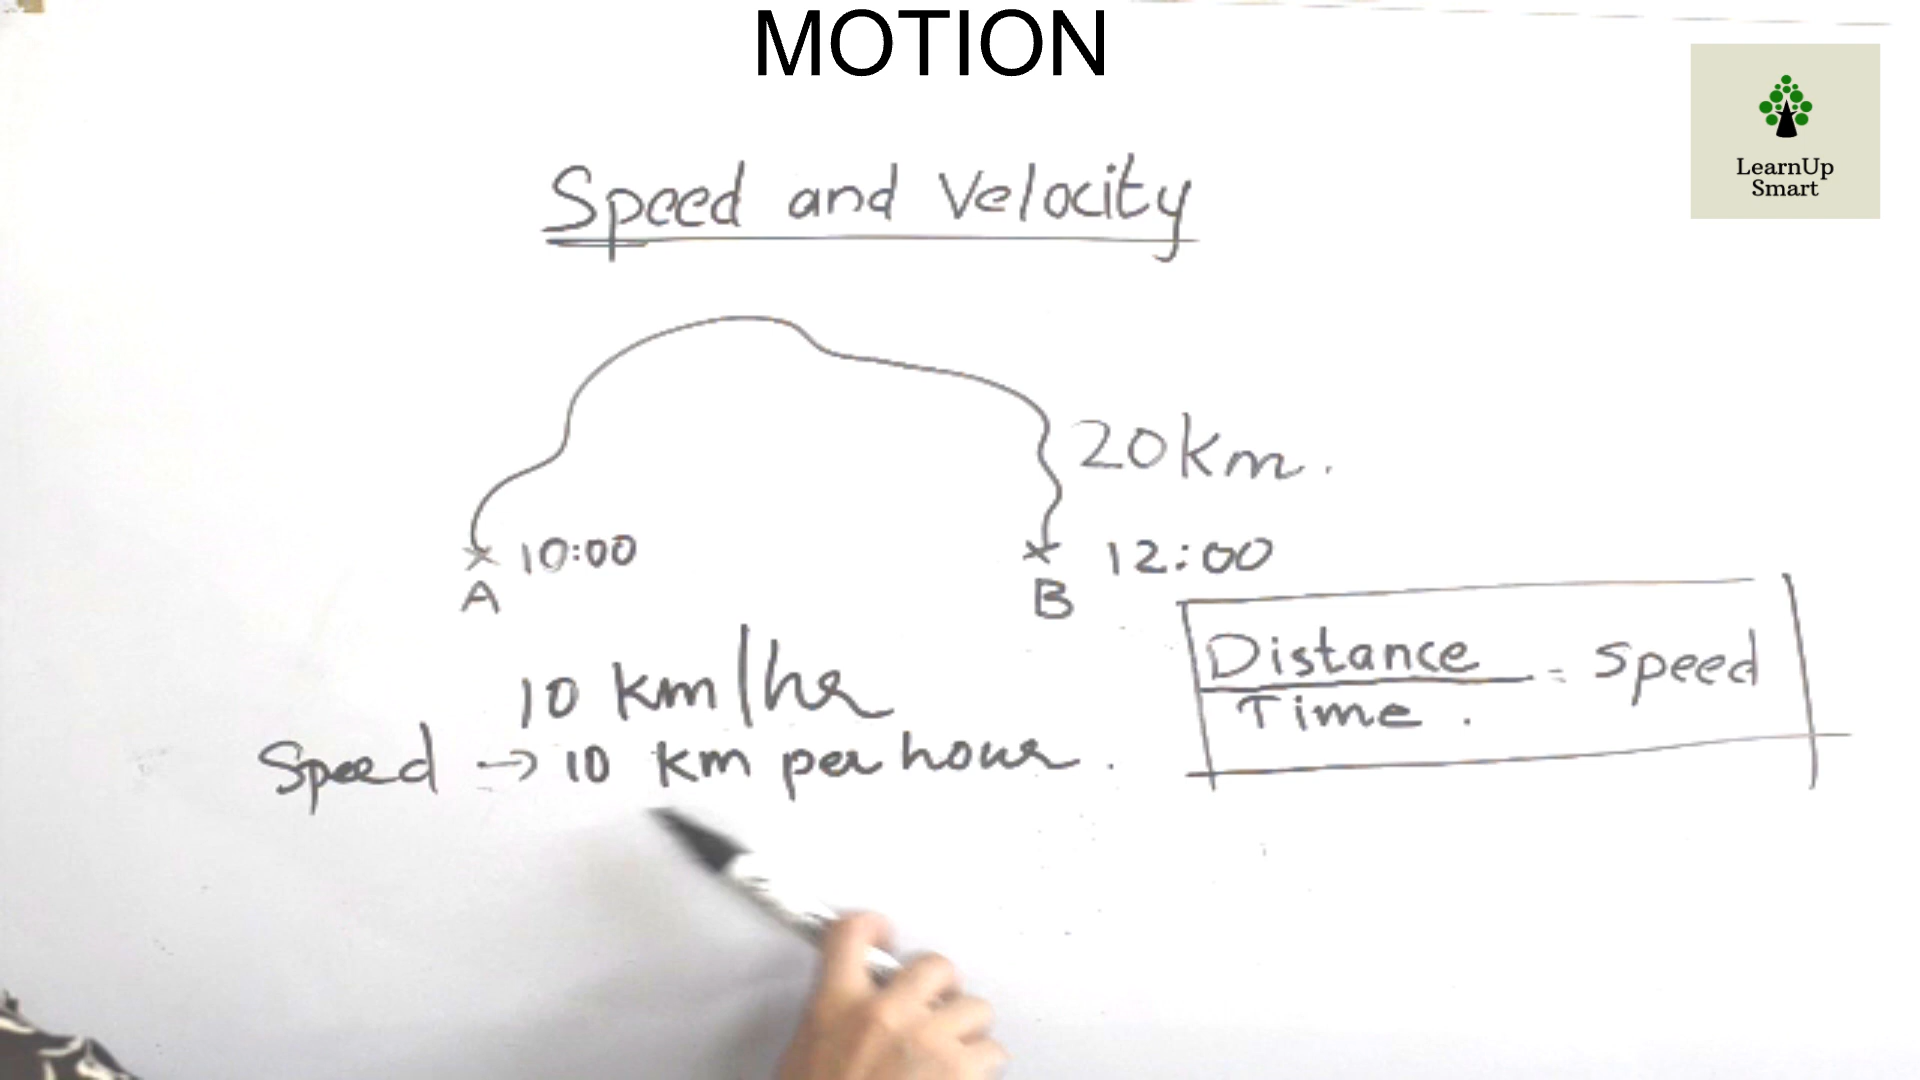 MOTION
LearnUp
Smart
Speed and Velocity
20km.
10:00
12:00
A
B
10 km/hr
Speed → 10 km per hour.
Distance = Speed
Time.